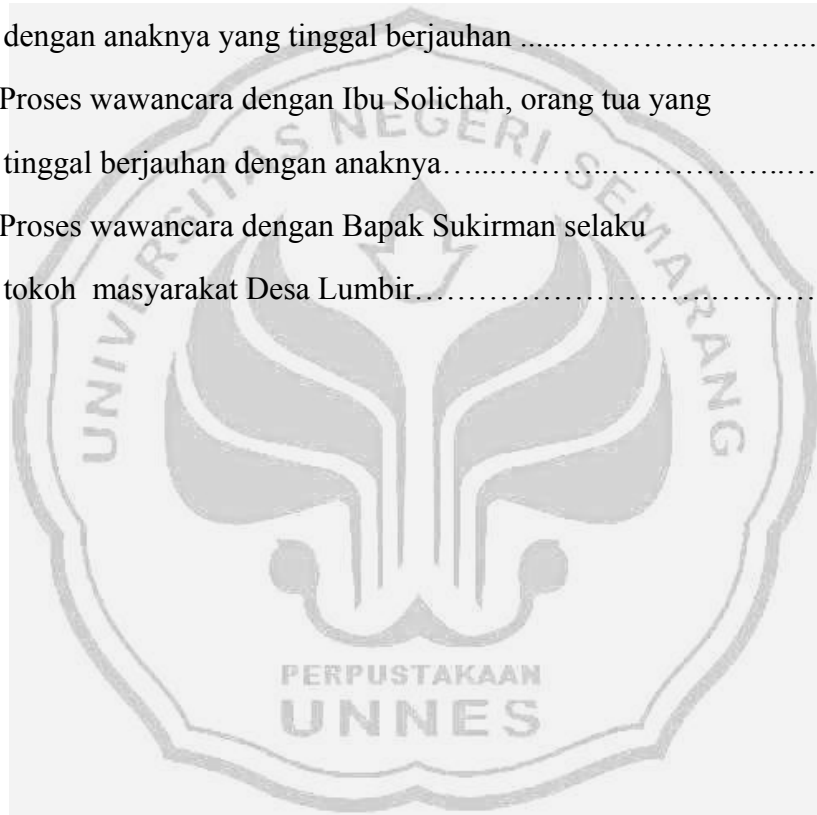 dengan anaknya yang tinggal berjauhan ......…………………...
Proses wawancara dengan Ibu Solichah, orang tua yang
tinggal berjauhan dengan anaknya…...………..……………..…
Proses wawancara dengan Bapak Sukirman selaku
tokoh  masyarakat Desa Lumbir………………………………
UNIVERSITAS NEGERI SEMARANG
PERPUSTAKAAN
UNNES